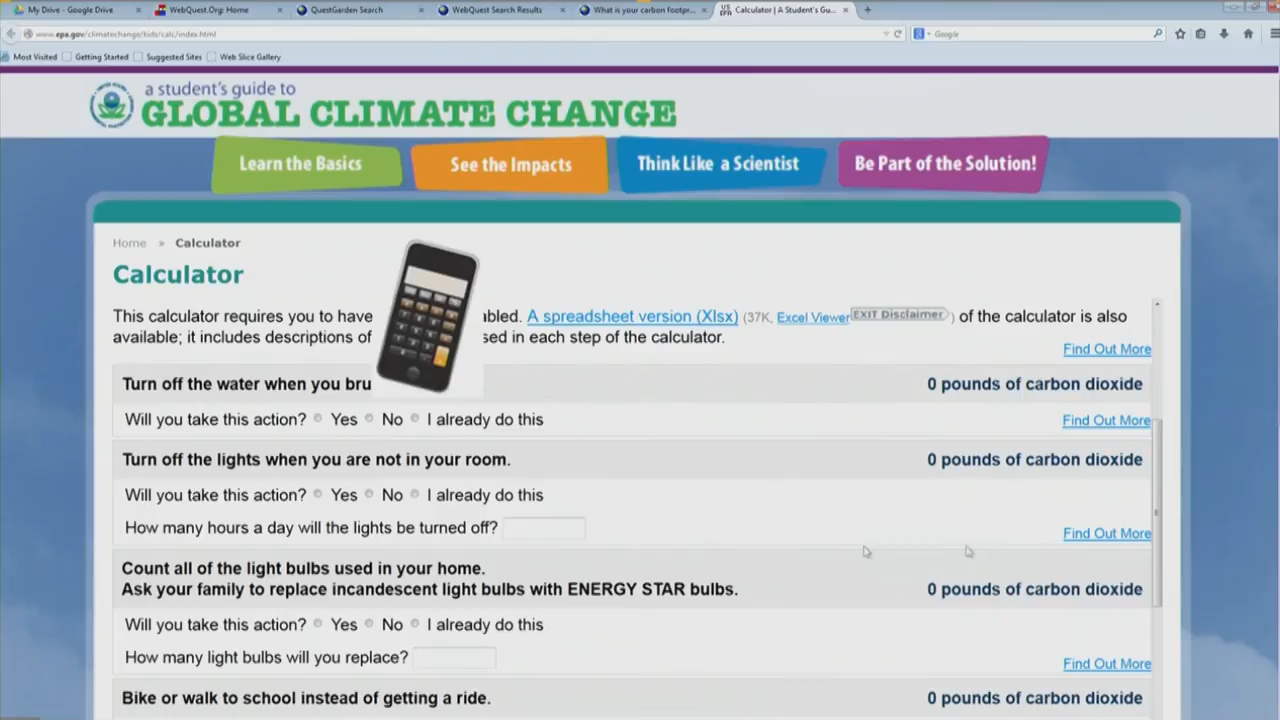 My Drive - Google Drive
WebQuest.Org: Home
QuestGarden Search
WebQuest Search Results
What is your carbon footpr...
Calculator | A Student's Gu...
www.epa.gov/climatechange/kids/calc/index.html
Google
Most Visited
Getting Started
Suggested Sites
Web Slice Gallery
a student's guide to
GLOBAL CLIMATE CHANGE
Learn the Basics
See the Impacts
Think Like a Scientist
Be Part of the Solution!
Home » Calculator
Calculator
This calculator requires you to have abled. A spreadsheet version (Xlsx) (37K, Excel Viewer EXIT Disclaimer ) of the calculator is also
available; it includes descriptions of sed in each step of the calculator.
Find Out More
Turn off the water when you bru 0 pounds of carbon dioxide
Will you take this action? Yes No I already do this
Find Out More
Turn off the lights when you are not in your room. 0 pounds of carbon dioxide
Will you take this action? Yes No I already do this
How many hours a day will the lights be turned off?
Find Out More
Count all of the light bulbs used in your home.
Ask your family to replace incandescent light bulbs with ENERGY STAR bulbs. 0 pounds of carbon dioxide
Will you take this action? Yes No I already do this
How many light bulbs will you replace?
Find Out More
Bike or walk to school instead of getting a ride. 0 pounds of carbon dioxide